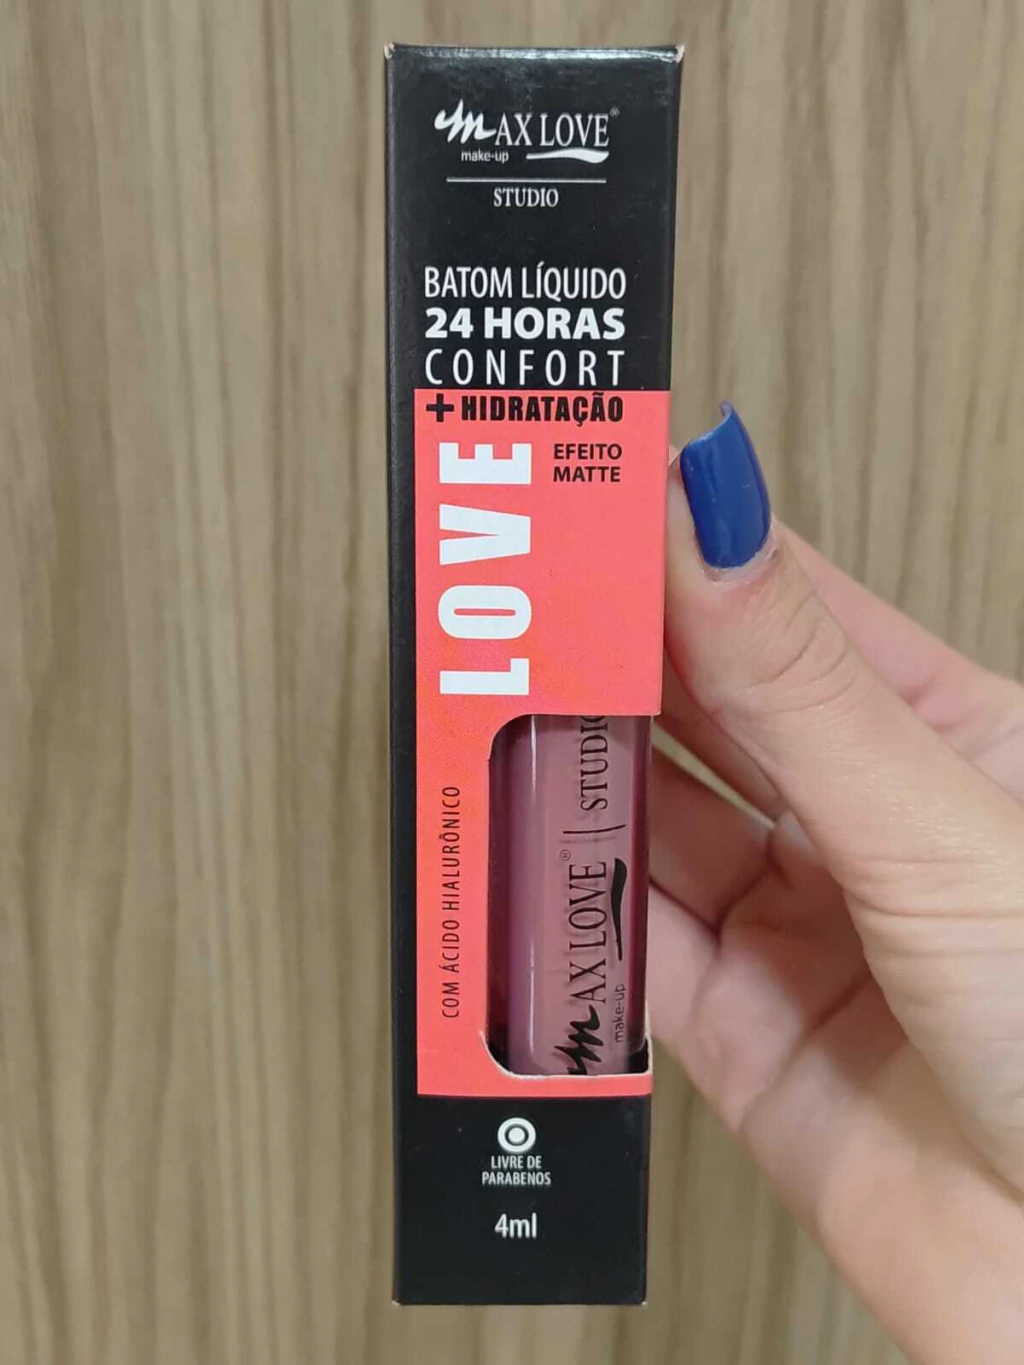 MAX LOVE®
make-up
STUDIO
BATOM LÍQUIDO
24 HORAS
CONFORT
+ HIDRATAÇÃO
EFEITO
MATTE
LOVE
COM ÁCIDO HIALURÔNICO
MAX LOVE® || STUDIO
make-up
LIVRE DE
PARABENOS
4ml